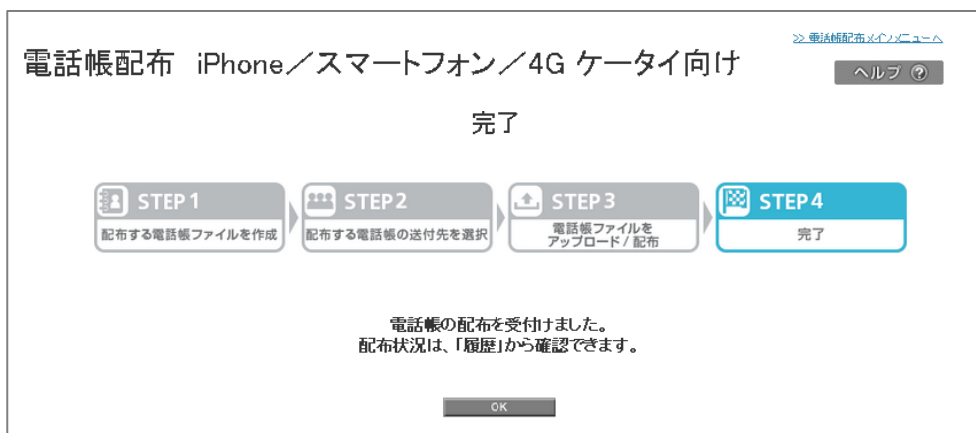 >> 電話帳配布メインメニューへ
電話帳配布 iPhone／スマートフォン／4G ケータイ向け
ヘルプ ?
完了
STEP 1
配布する電話帳ファイルを作成
STEP 2
配布する電話帳の送付先を選択
STEP 3
電話帳ファイルを
アップロード / 配布
STEP 4
完了
電話帳の配布を受付けました。
配布状況は、「履歴」から確認できます。
OK